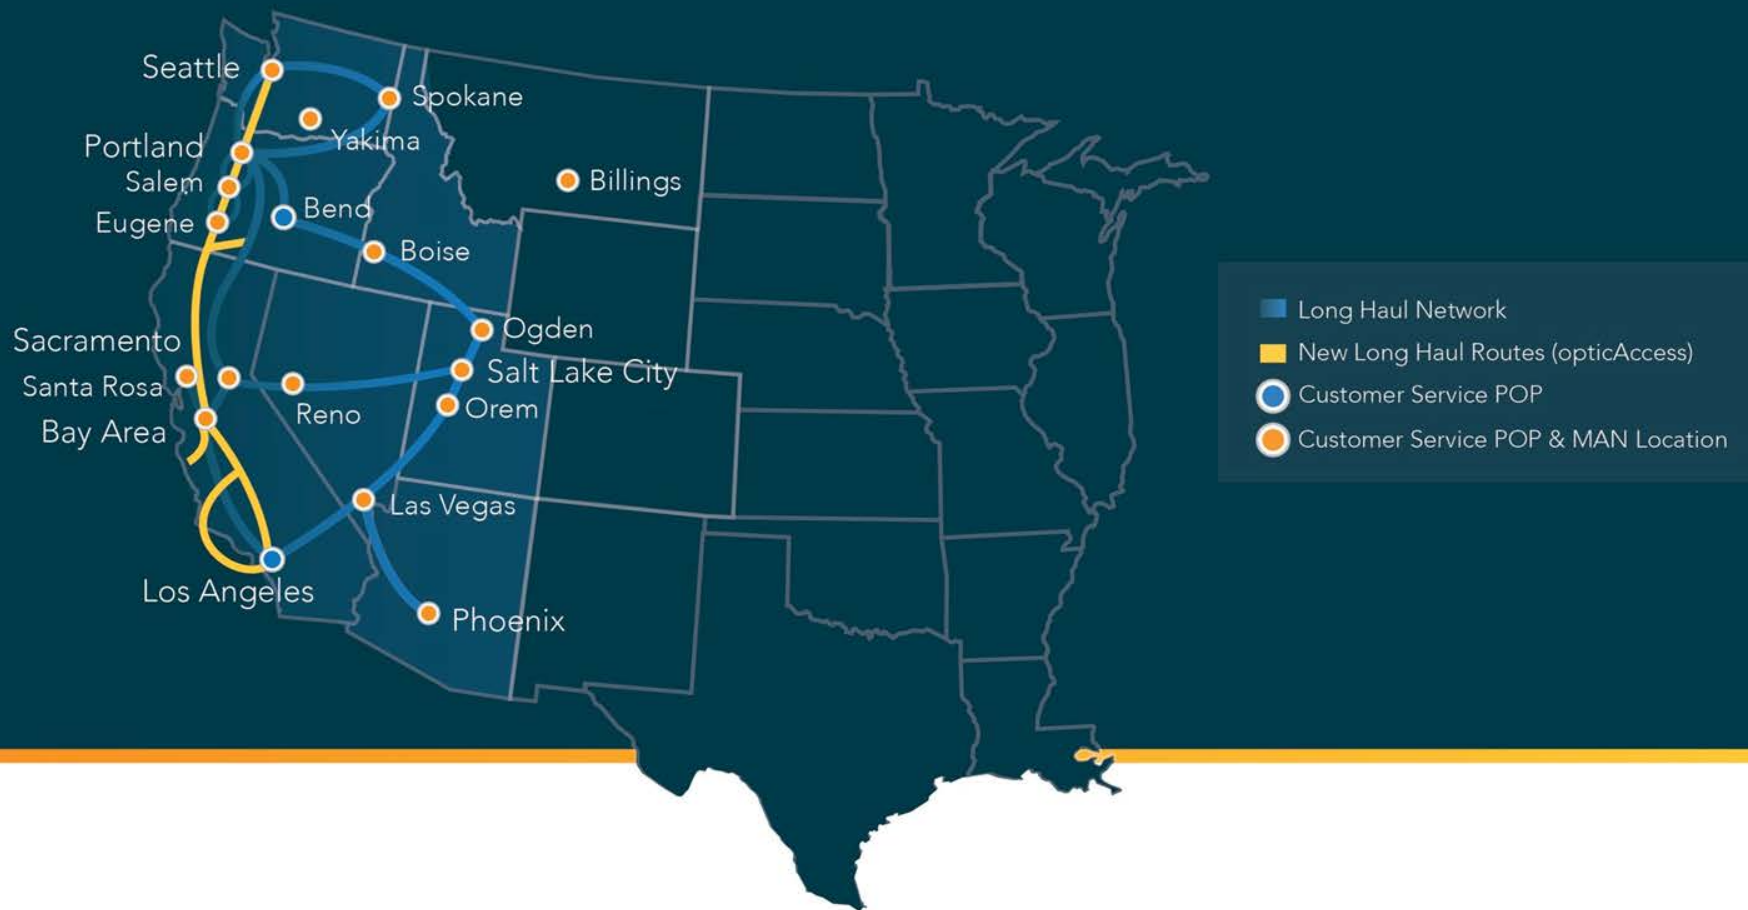 Seattle
Spokane
Yakima
Portland
Salem
Billings
Bend
Eugene
Boise
Long Haul Network
Ogden
Sacramento
New Long Haul Routes (opticAccess)
Salt Lake City
Santa Rosa
Customer Service POP
Orem
Reno
Bay Area
Customer Service POP & MAN Location
Las Vegas
Los Angeles
Phoenix